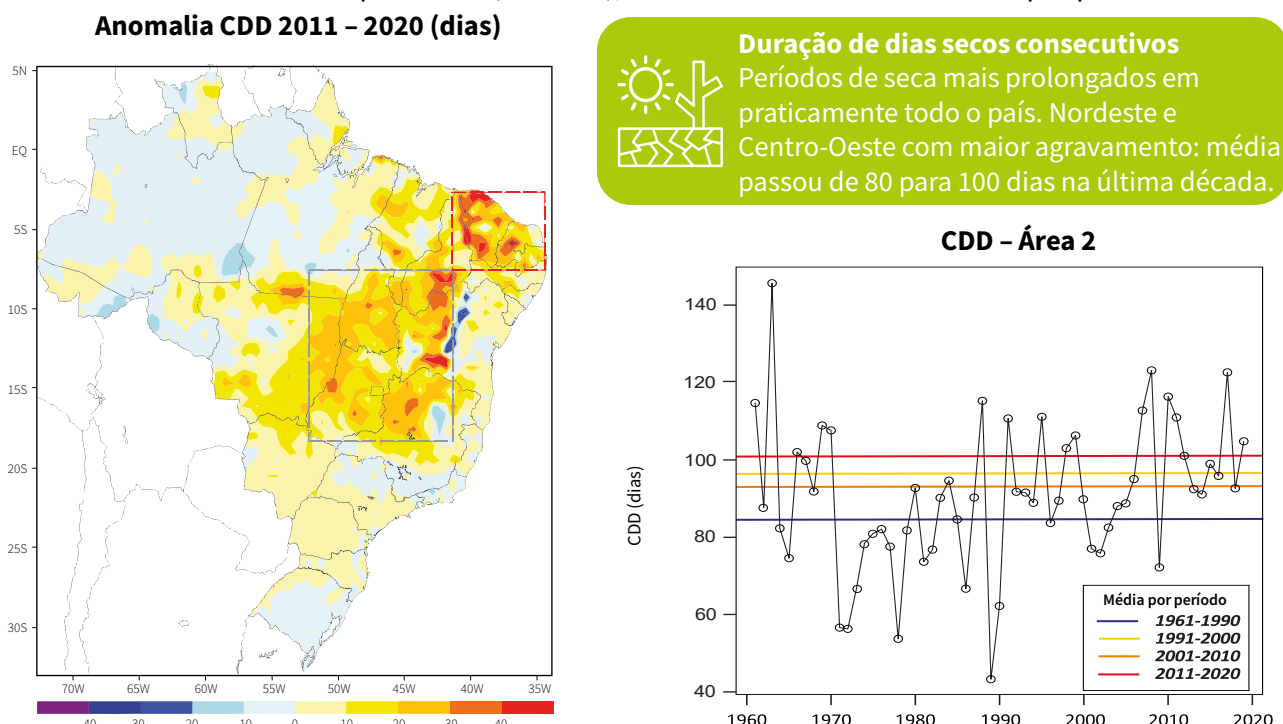 Anomalia CDD 2011 – 2020 (dias)
5N
EQ
5S
10S
15S
20S
25S
30S
70W 65W 60W 55W 50W 45W 40W 35W
Duração de dias secos consecutivos
Períodos de seca mais prolongados em
praticamente todo o país. Nordeste e
Centro-Oeste com maior agravamento: média
passou de 80 para 100 dias na última década.
CDD – Área 2
CDD (dias)
140
120
100
80
60
40
Média por período
1961-1990
1991-2000
2001-2010
2011-2020
1960 1970 1980 1990 2000 2010 2020